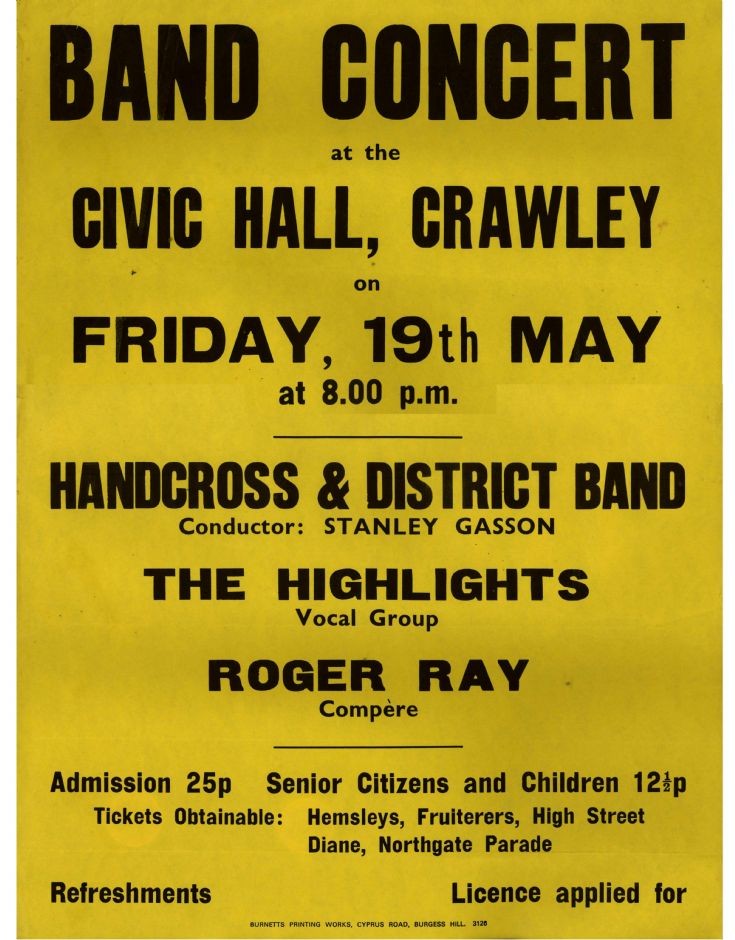 BAND CONCERT
at the
CIVIC HALL, CRAWLEY
on
FRIDAY, 19th MAY
at 8.00 p.m.
HANDCROSS & DISTRICT BAND
Conductor: STANLEY GASSON
THE HIGHLIGHTS
Vocal Group
ROGER RAY
Compère
Admission 25p Senior Citizens and Children 12½p
Tickets Obtainable: Hemsleys, Fruiterers, High Street
Diane, Northgate Parade
Refreshments Licence applied for
BURNETTS PRINTING WORKS, CYPRUS ROAD, BURGESS HILL. 3126